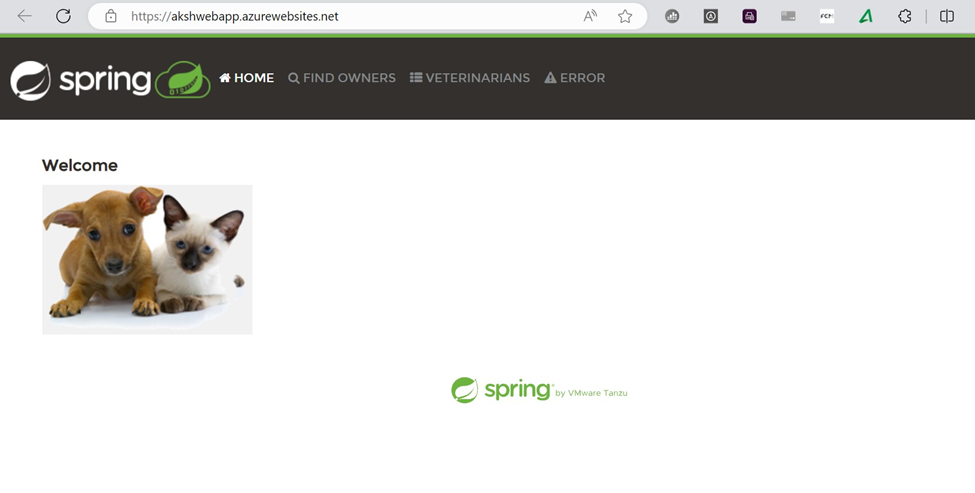 https://akshwebapp.azurewebsites.net
spring HOME FIND OWNERS VETERINARIANS ERROR
Welcome
spring by VMware Tanzu